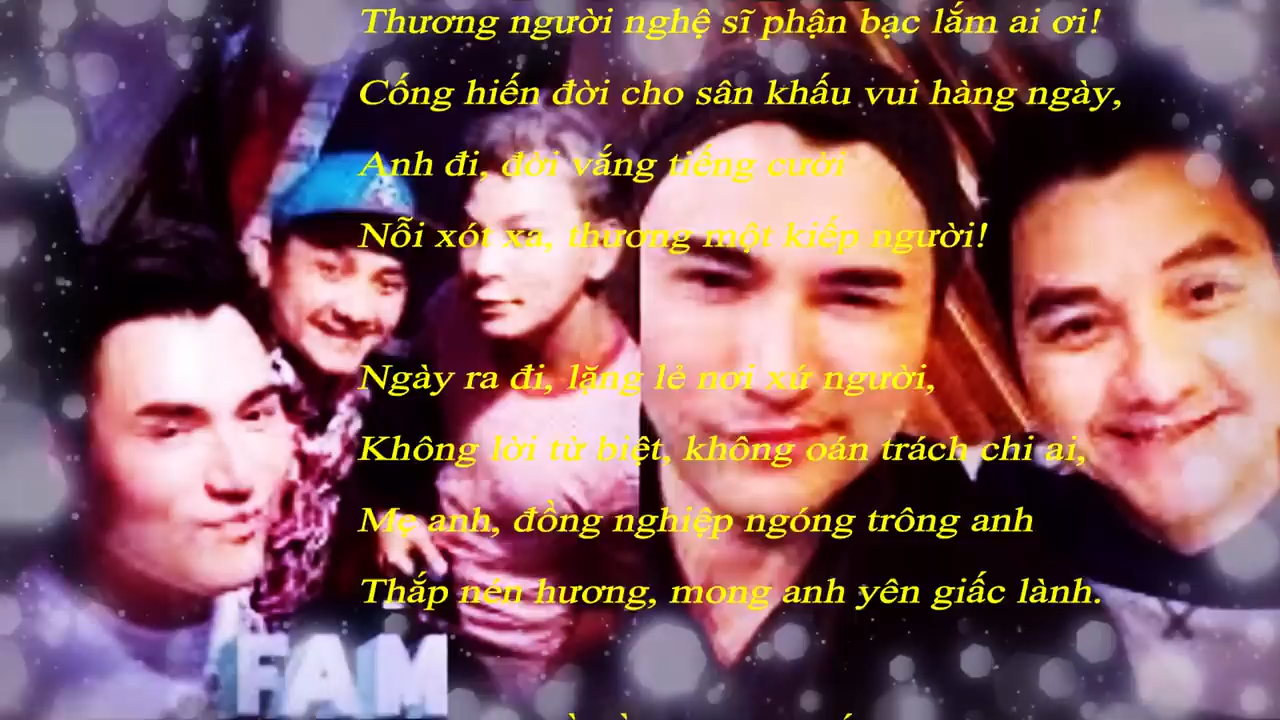 Thương người nghệ sĩ phận bạc lắm ai ơi!
Cống hiến đời cho sân khấu vui hàng ngày,
Anh đi, đời vắng tiếng cười
Nỗi xót xa, thương một kiếp người!
Ngày ra đi, lặng lẻ nơi xứ người,
Không lời từ biệt, không oán trách chi ai,
Mẹ anh, đồng nghiệp ngóng trông anh
Thắp nén hương, mong anh yên giấc lành.
FAM